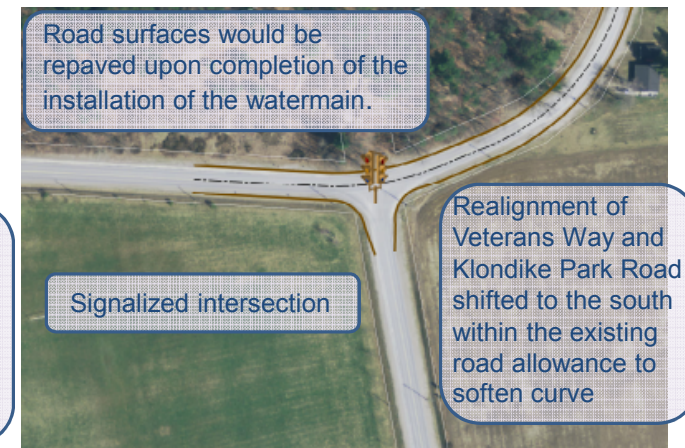 Road surfaces would be
repaved upon completion of the
installation of the watermain.
Signalized intersection
Realignment of
Veterans Way and
Klondike Park Road
shifted to the south
within the existing
road allowance to
soften curve